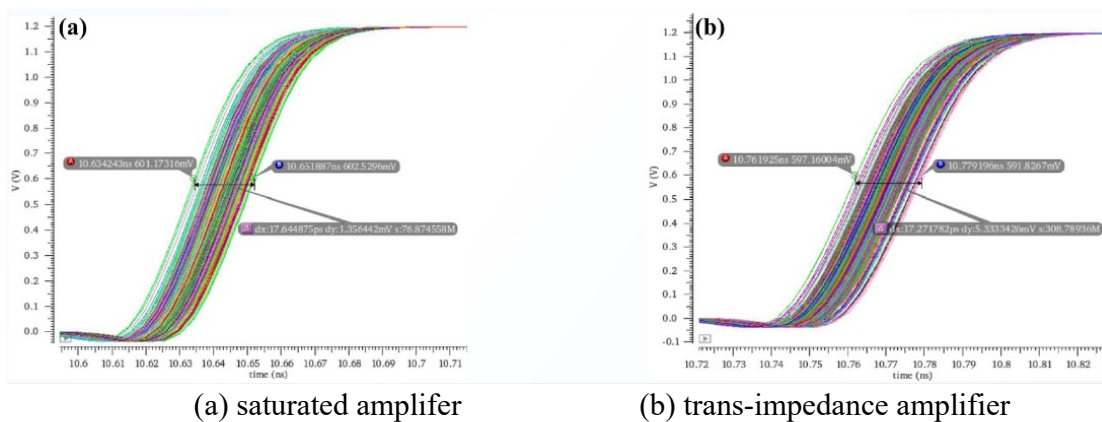 (a)
1.2
1.1
1.0
0.9
0.8
0.7
0.6
0.5
0.4
0.3
0.2
0.1
0.0
V (V)
A 10.634243ns 601.17316mV
B 10.651887ns 602.5296mV
dx:17.644875ps dy:1.356442mV s:76.874558M
10.6 10.61 10.62 10.63 10.64 10.65 10.66 10.67 10.68 10.69 10.7 10.71
time (ns)
(b)
1.2
1.1
1.0
0.9
0.8
0.7
0.6
0.5
0.4
0.3
0.2
0.1
0.0
-0.1
V (V)
A 10.761925ns 597.16004mV
B 10.779196ns 591.8267mV
dx:17.271782ps dy:5.3333426mV s:308.78936M
10.72 10.73 10.74 10.75 10.76 10.77 10.78 10.79 10.80 10.81 10.82
time (ns)
(a) saturated amplifer
(b) trans-impedance amplifier